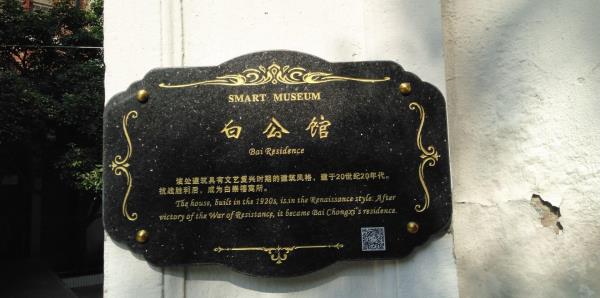 SMART MUSEUM
白公馆
Bai Residence
该处建筑具有文艺复兴时期的建筑风格，建于20世纪20年代。
抗战胜利后，成为白崇禧寓所。
The house, built in the 1920s, is in the Renaissance style. After
victory of the War of Resistance, it became Bai Chongxi's residence.